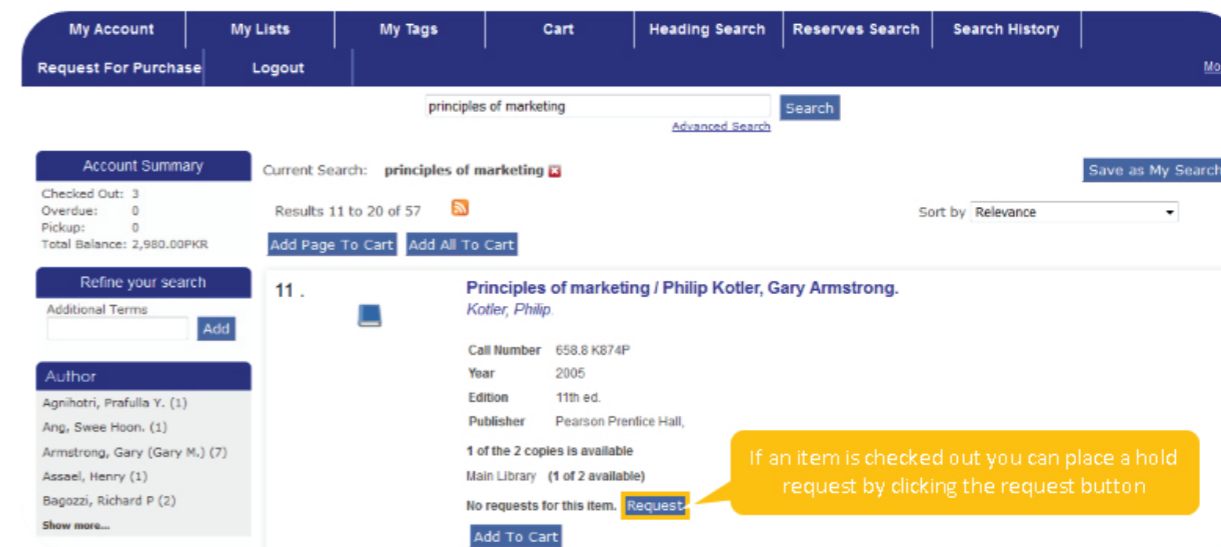 My Account My Lists My Tags Cart Heading Search Reserves Search Search History
Request For Purchase Logout
principles of marketing Search
Advanced Search
Account Summary
Checked Out: 3
Overdue: 0
Pickup: 0
Total Balance: 2,980.00PKR
Current Search: principles of marketing
Save as My Search
Results 11 to 20 of 57
Sort by Relevance
Add Page To Cart Add All To Cart
Refine your search
Additional Terms
Add
Author
Agnihotri, Prafulla Y. (1)
Ang, Swee Hoon. (1)
Armstrong, Gary (Gary M.) (7)
Assael, Henry (1)
Bagozzi, Richard P (2)
Show more...
11 .
Principles of marketing / Philip Kotler, Gary Armstrong.
Kotler, Philip.
Call Number 658.8 K874P
Year 2005
Edition 11th ed.
Publisher Pearson Prentice Hall,
1 of the 2 copies is available
Main Library (1 of 2 available)
No requests for this item. Request
Add To Cart
If an item is checked out you can place a hold
request by clicking the request button